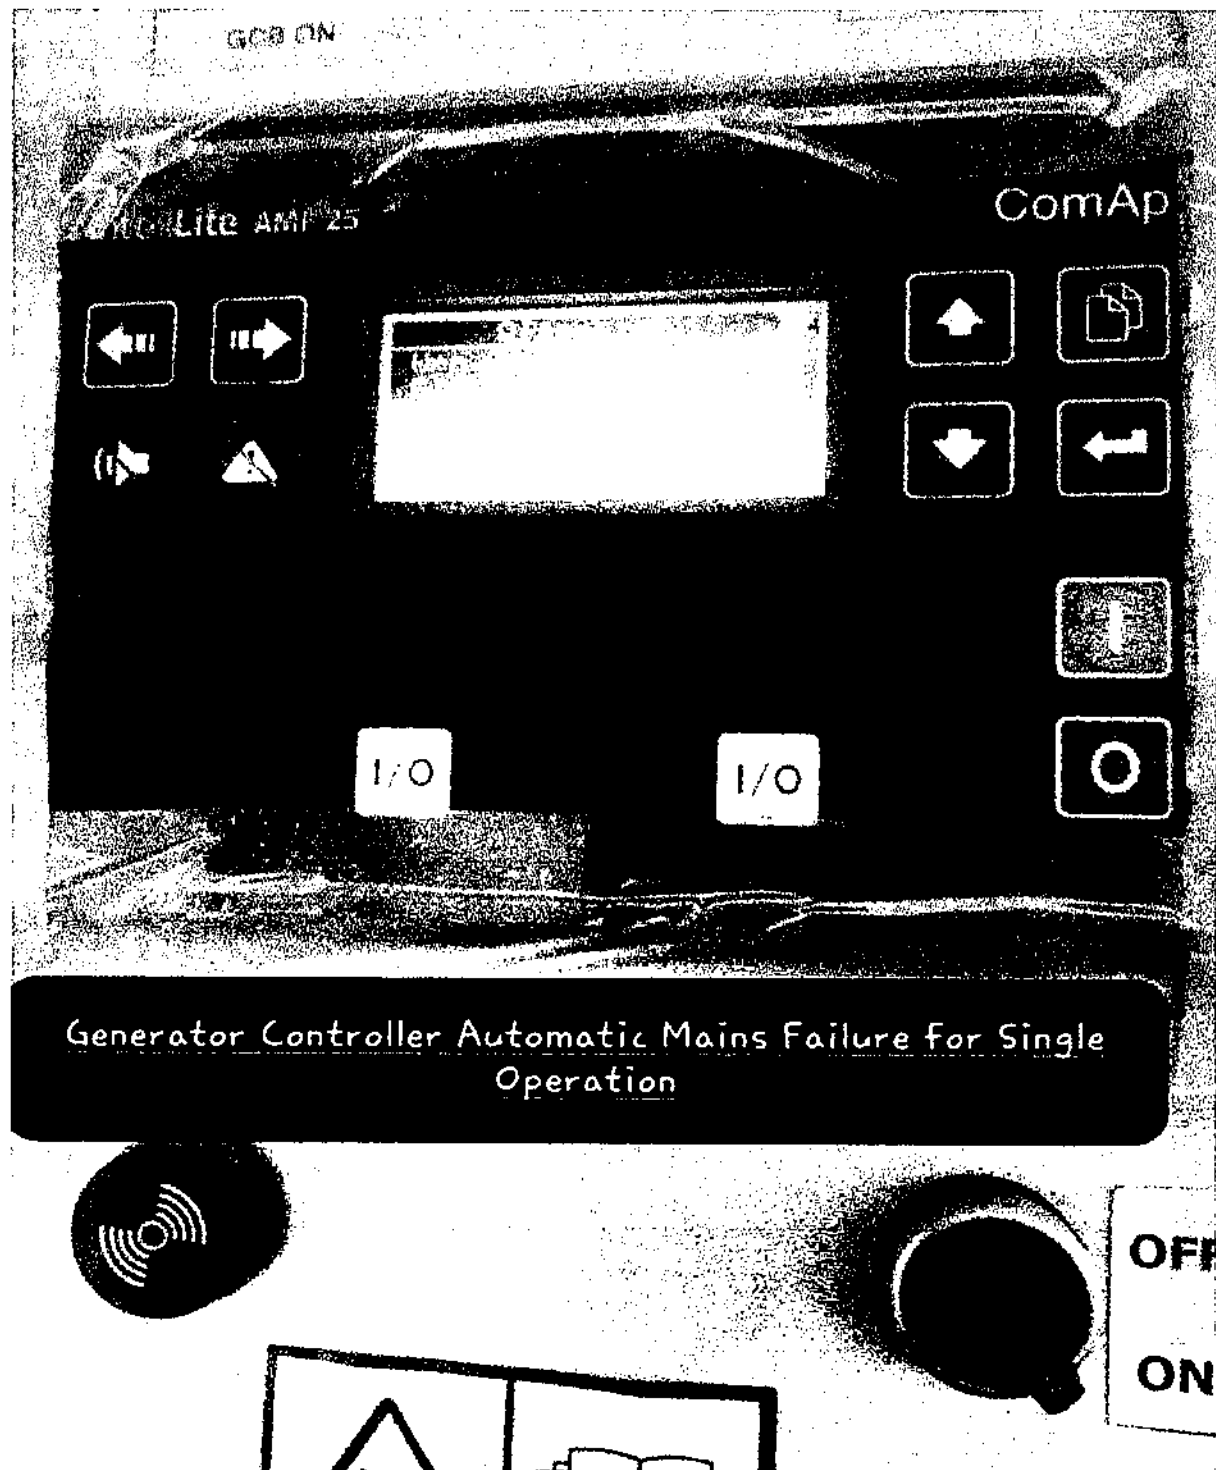 GCB ON
Lite AMF 25
ComAp
I/O
I/O
Generator Controller Automatic Mains Failure for Single
Operation
OFF
ON